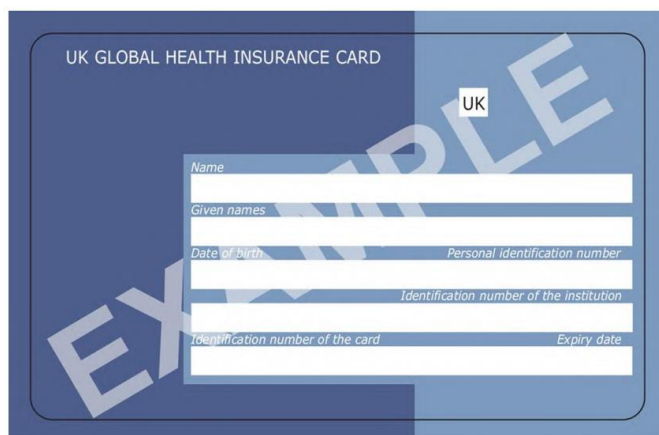 UK GLOBAL HEALTH INSURANCE CARD
UK
Name
Given names
Date of birth Personal identification number
Identification number of the institution
Identification number of the card Expiry date
EXAMPLE